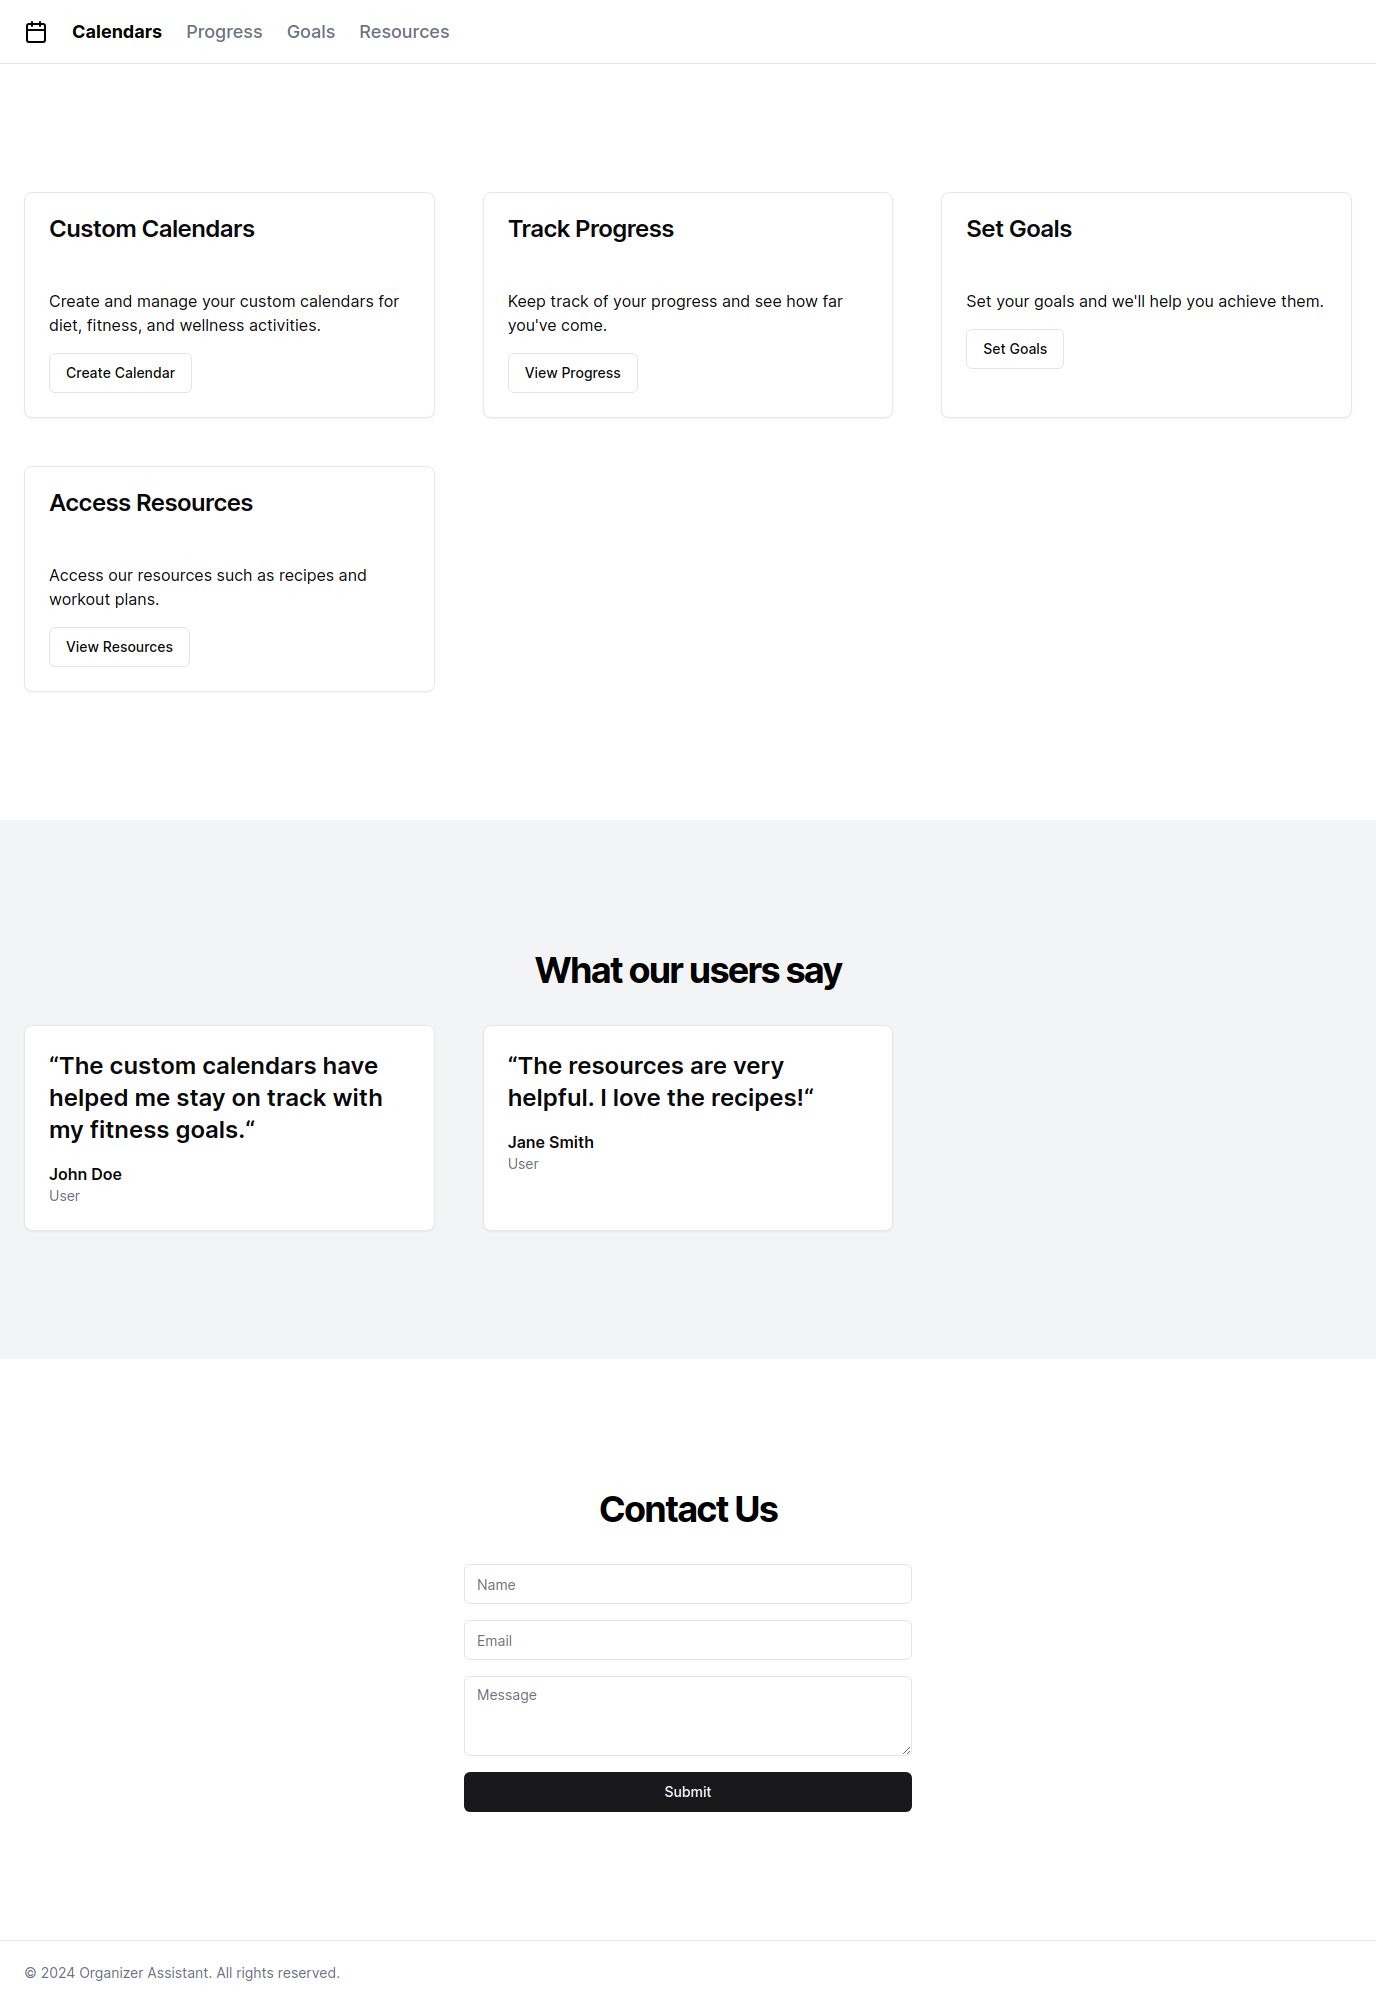 Calendars Progress Goals Resources
Custom Calendars
Create and manage your custom calendars for
diet, fitness, and wellness activities.
Create Calendar
Track Progress
Keep track of your progress and see how far
you've come.
View Progress
Set Goals
Set your goals and we'll help you achieve them.
Set Goals
Access Resources
Access our resources such as recipes and
workout plans.
View Resources
What our users say
“The custom calendars have
helped me stay on track with
my fitness goals.“
John Doe
User
“The resources are very
helpful. I love the recipes!“
Jane Smith
User
Contact Us
Name
Email
Message
Submit
© 2024 Organizer Assistant. All rights reserved.